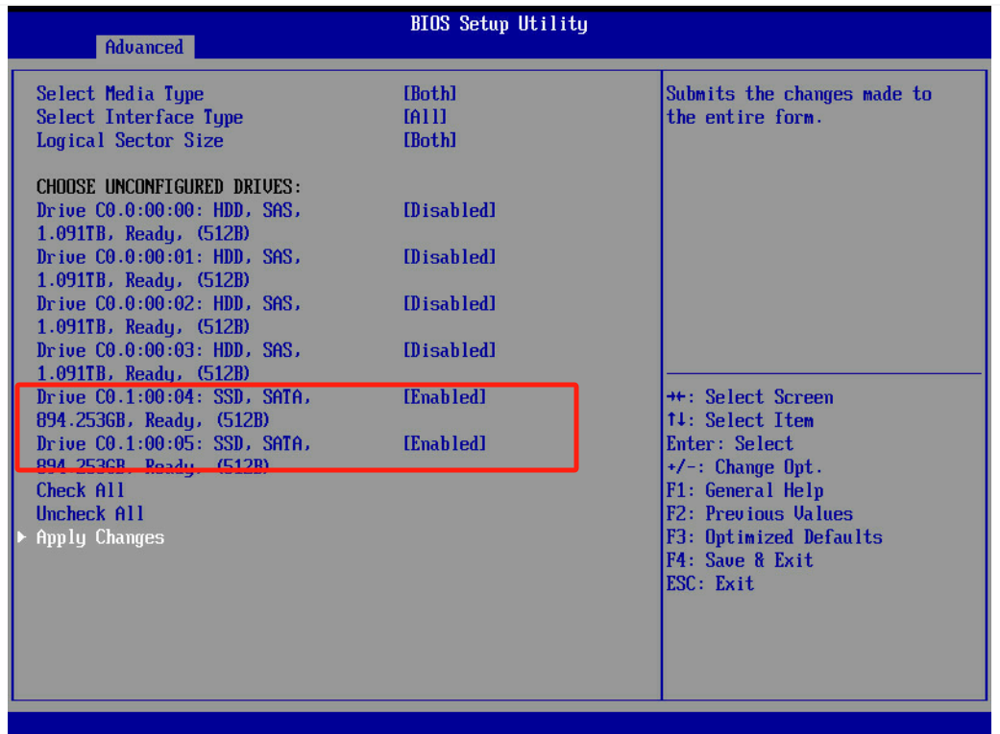 BIOS Setup Utility
Advanced
Select Media Type [Both]
Select Interface Type [All]
Logical Sector Size [Both]
CHOOSE UNCONFIGURED DRIVES:
Drive C0.0:00:00: HDD, SAS, [Disabled]
1.091TB, Ready, (512B)
Drive C0.0:00:01: HDD, SAS, [Disabled]
1.091TB, Ready, (512B)
Drive C0.0:00:02: HDD, SAS, [Disabled]
1.091TB, Ready, (512B)
Drive C0.0:00:03: HDD, SAS, [Disabled]
1.091TB, Ready, (512B)
Drive C0.1:00:04: SSD, SATA, [Enabled]
894.253GB, Ready, (512B)
Drive C0.1:00:05: SSD, SATA, [Enabled]
894.253GB, Ready, (512B)
Check All
Uncheck All
Apply Changes
Submits the changes made to
the entire form.
→←: Select Screen
↑↓: Select Item
Enter: Select
+/-: Change Opt.
F1: General Help
F2: Previous Values
F3: Optimized Defaults
F4: Save & Exit
ESC: Exit